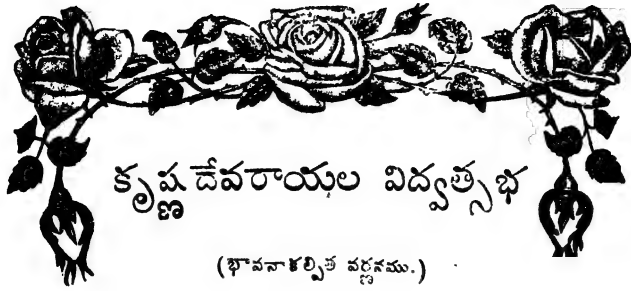 కృష్ణదేవరాయల విద్వత్సభ
(భావనాకల్పిత వర్ణనము.)